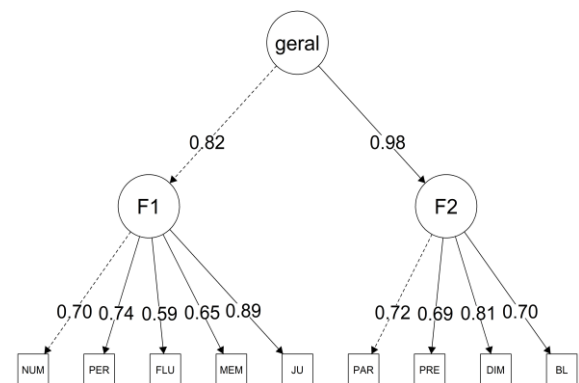 geral
0.82 0.98
F1 F2
0.70 0.74 0.59 0.65 0.89 0.72 0.69 0.81 0.70
NUM PER FLU MEM JU PAR PRE DIM BL